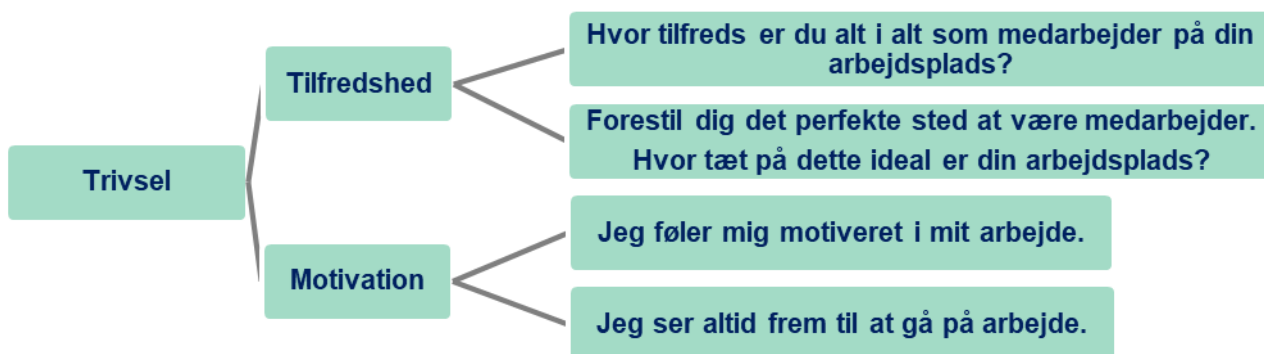 Trivsel
Tilfredshed
Hvor tilfreds er du alt i alt som medarbejder på din
arbejdsplads?
Forestil dig det perfekte sted at være medarbejder.
Hvor tæt på dette ideal er din arbejdsplads?
Motivation
Jeg føler mig motiveret i mit arbejde.
Jeg ser altid frem til at gå på arbejde.